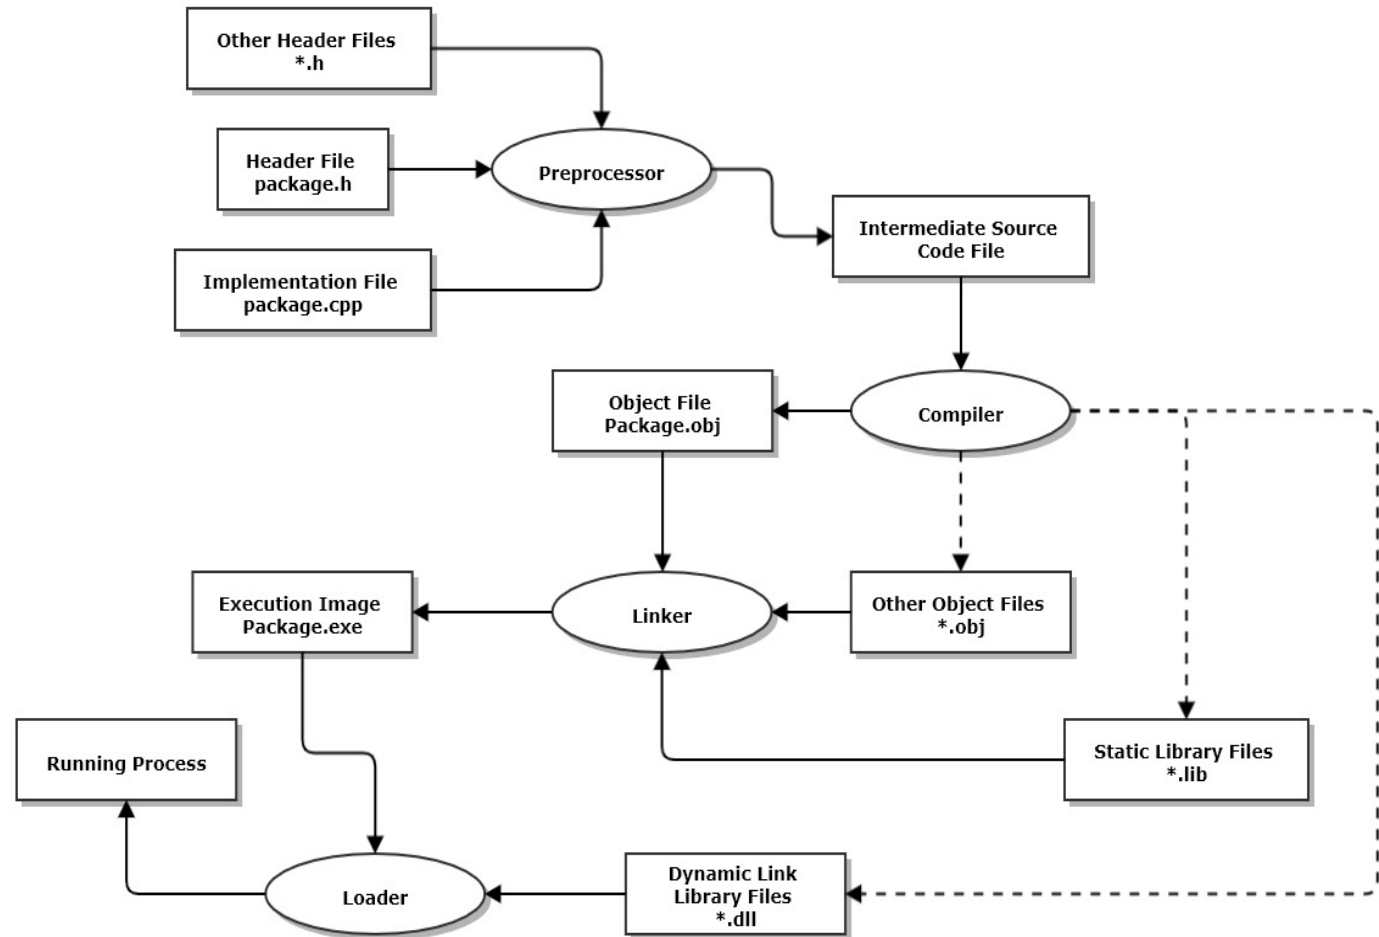 Other Header Files
*.h
Header File
package.h
Preprocessor
Implementation File
package.cpp
Intermediate Source
Code File
Object File
Package.obj
Compiler
Execution Image
Package.exe
Linker
Other Object Files
*.obj
Running Process
Static Library Files
*.lib
Loader
Dynamic Link
Library Files
*.dll